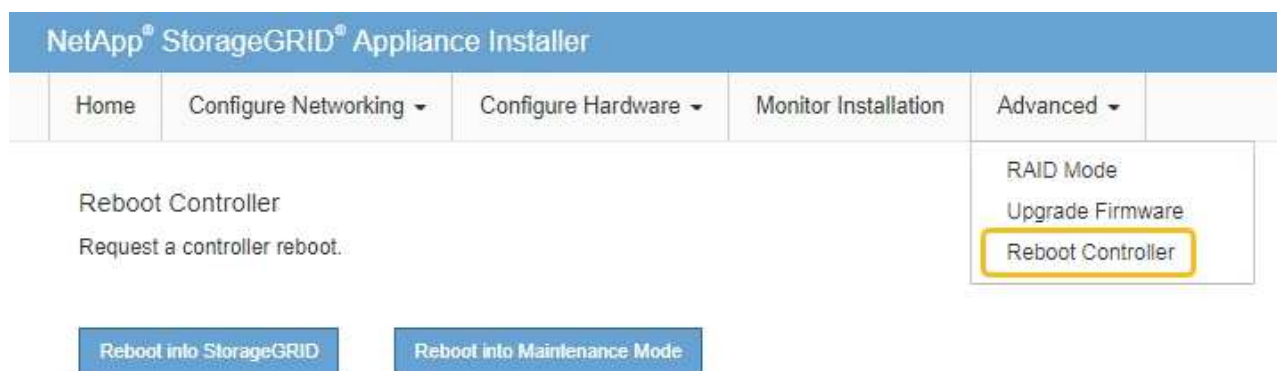 NetApp® StorageGRID® Appliance Installer
Home Configure Networking Configure Hardware Monitor Installation Advanced
RAID Mode
Upgrade Firmware
Reboot Controller
Reboot Controller
Request a controller reboot.
Reboot into StorageGRID Reboot into Maintenance Mode